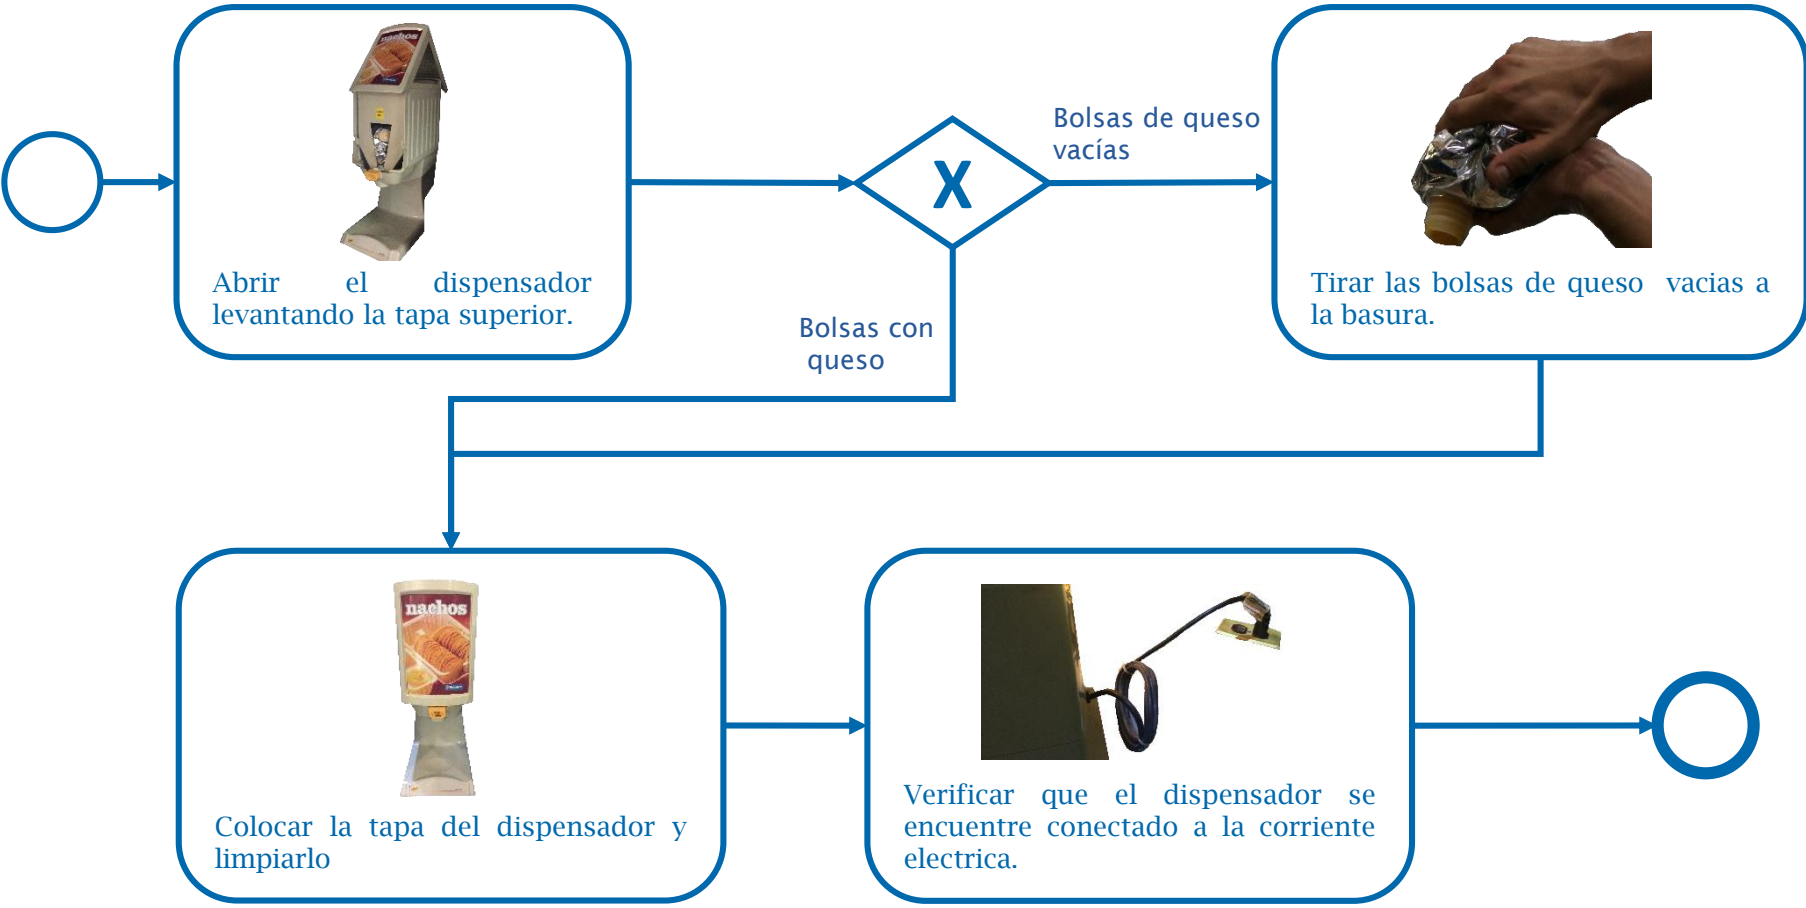 nachos
Abrir el dispensador
levantando la tapa superior.
X
Bolsas de queso
vacías
Tirar las bolsas de queso vacias a
la basura.
Bolsas con
queso
nachos
Colocar la tapa del dispensador y
limpiarlo
Verificar que el dispensador se
encuentre conectado a la corriente
electrica.